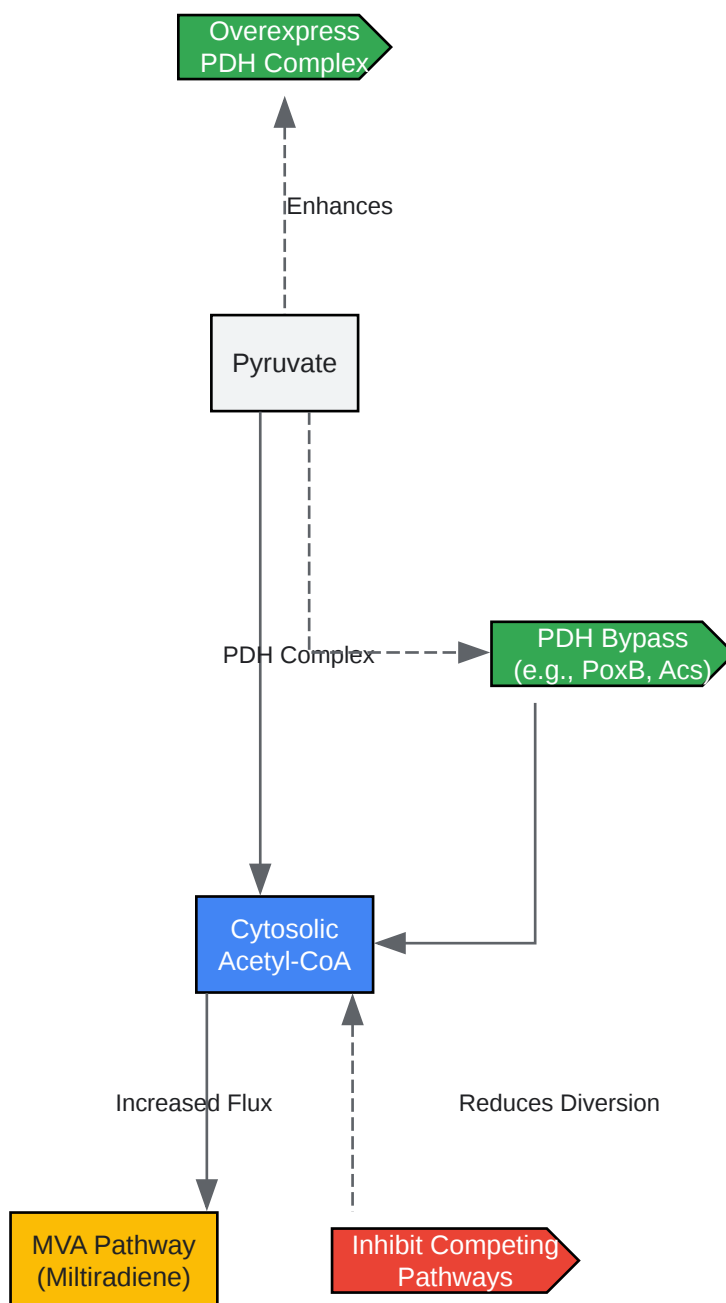 Overexpress
PDH Complex
Enhances
Pyruvate
PDH Complex
PDH Bypass
(e.g., PoxB, Acs)
Cytosolic
Acetyl-CoA
Increased Flux
Reduces Diversion
MVA Pathway
(Miltiradiene)
Inhibit Competing
Pathways